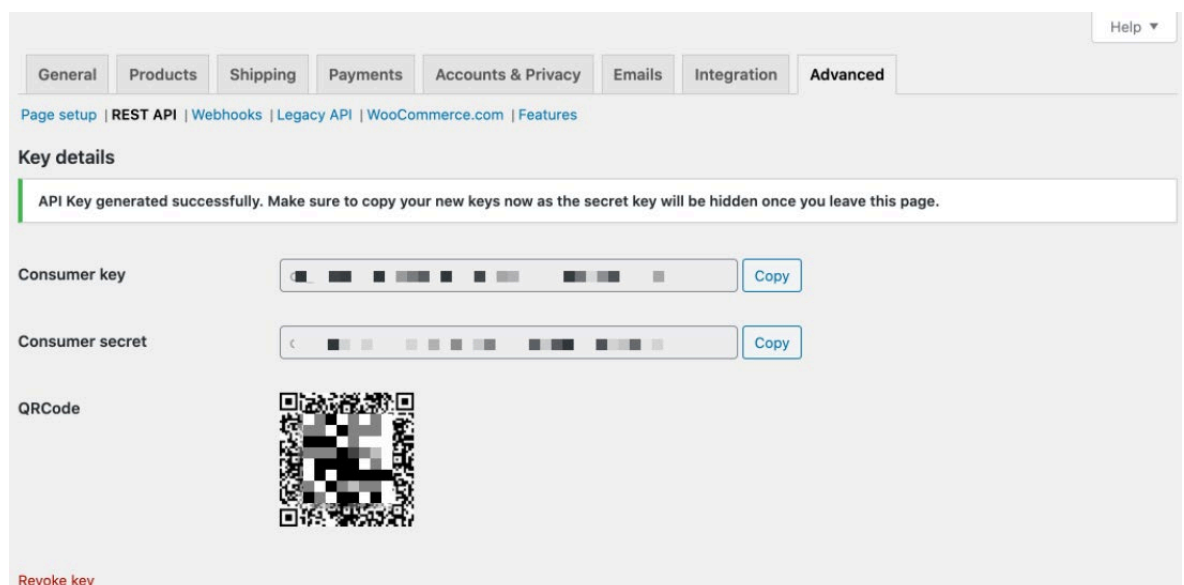 Help ▼
General Products Shipping Payments Accounts & Privacy Emails Integration Advanced
Page setup | REST API | Webhooks | Legacy API | WooCommerce.com | Features
Key details
API Key generated successfully. Make sure to copy your new keys now as the secret key will be hidden once you leave this page.
Consumer key Copy
Consumer secret Copy
QRCode
Revoke key